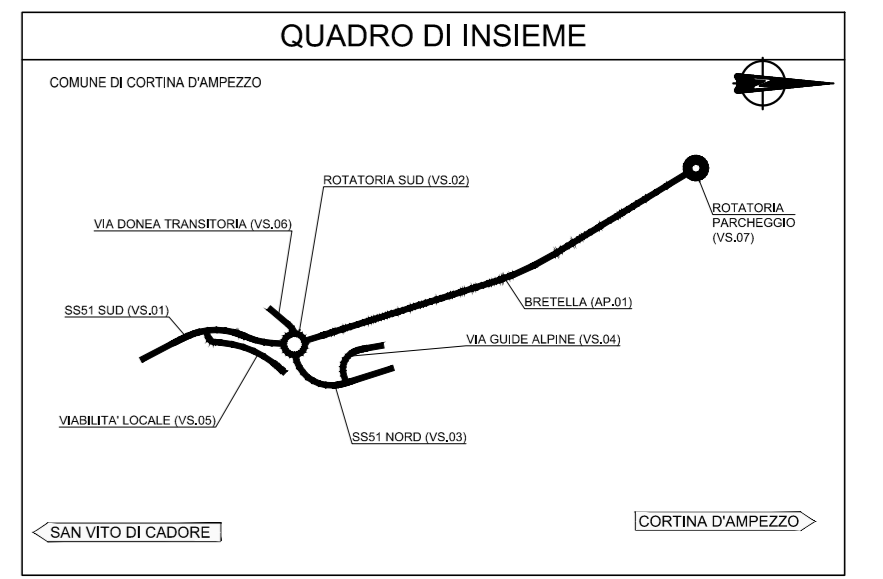 QUADRO DI INSIEME
COMUNE DI CORTINA D'AMPEZZO
ROTATORIA SUD (VS.02)
ROTATORIA
PARCHEGGIO
(VS.07)
VIA DONEA TRANSITORIA (VS.06)
BRETELLA (AP.01)
SS51 SUD (VS.01)
VIA GUIDE ALPINE (VS.04)
VIABILITA' LOCALE (VS.05)
SS51 NORD (VS.03)
CORTINA D'AMPEZZO
SAN VITO DI CADORE